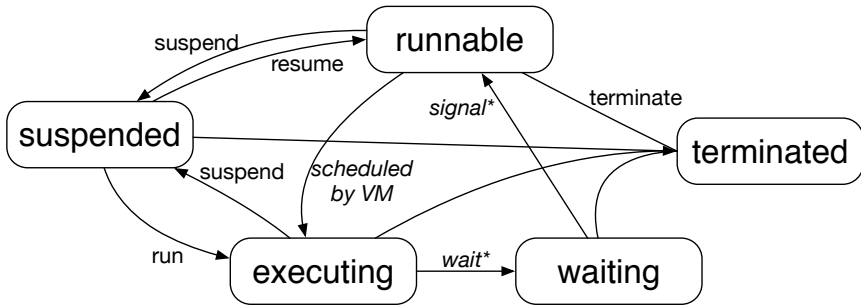 runnable
suspend
resume
signal*
terminate
suspended
terminated
scheduled
by VM
suspend
run
executing
wait*
waiting